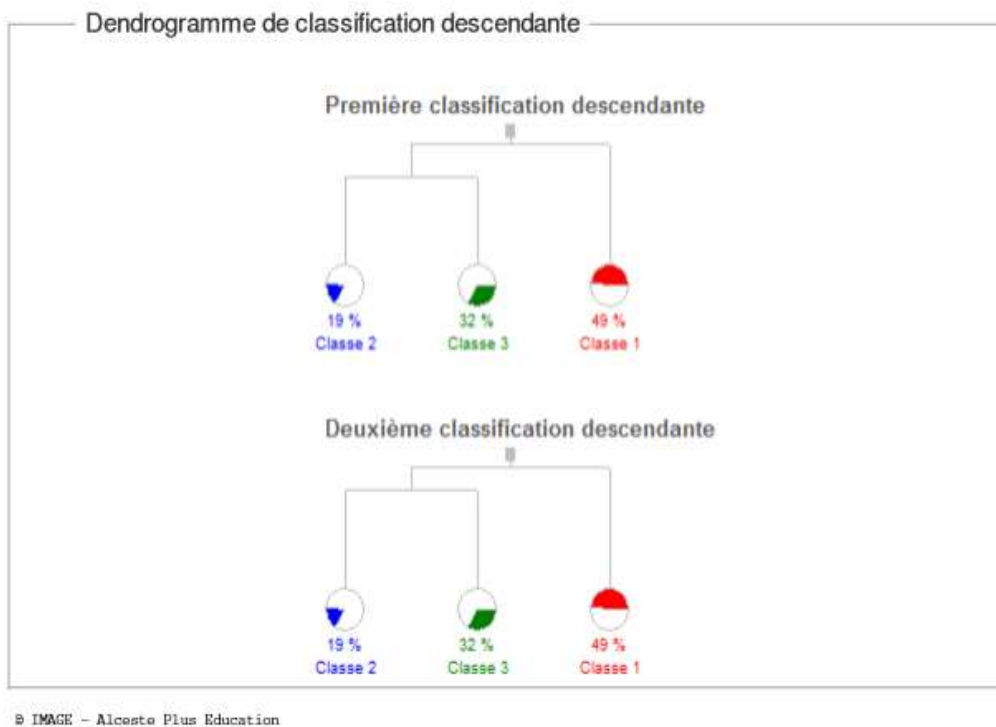 Dendrogramme de classification descendante
Première classification descendante
19 % 32 % 49 %
Classe 2 Classe 3 Classe 1
Deuxième classification descendante
19 % 32 % 49 %
Classe 2 Classe 3 Classe 1
IMAGE - Alceste Plus Education